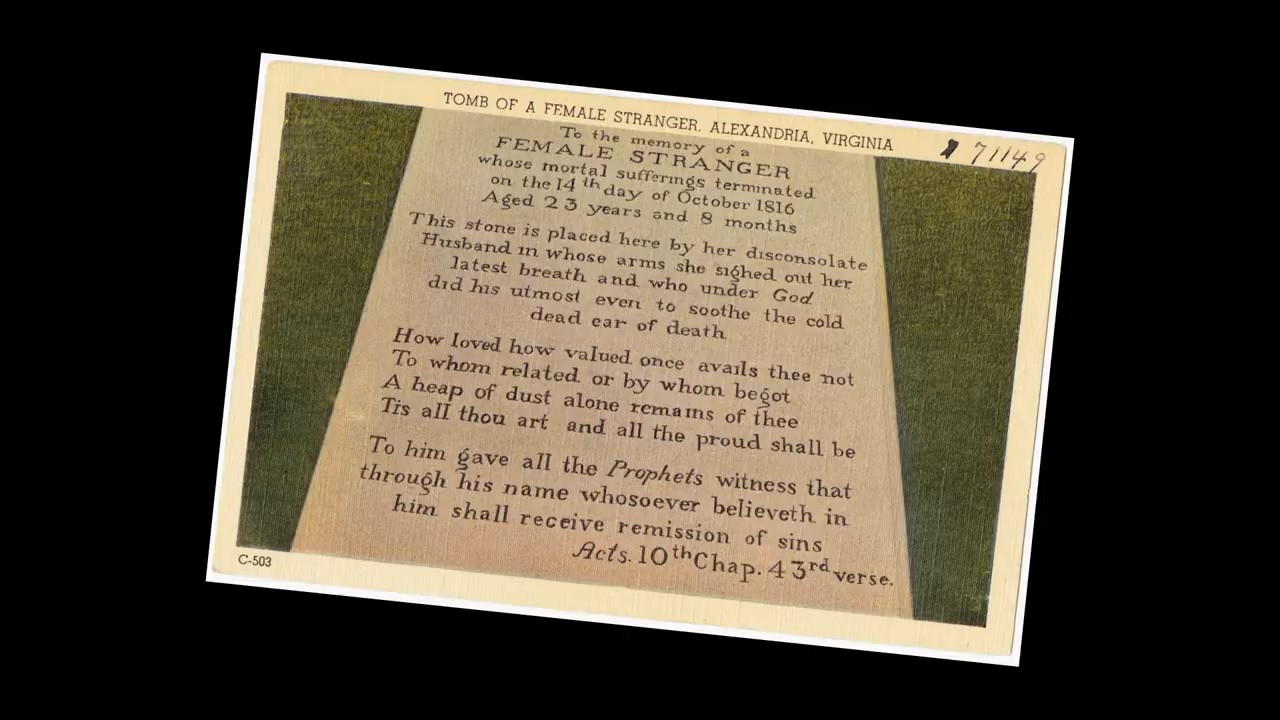 TOMB OF A FEMALE STRANGER, ALEXANDRIA, VIRGINIA
71149
To the memory of a
FEMALE STRANGER
whose mortal sufferings terminated
on the 14th day of October 1816
Aged 23 years and 8 months
This stone is placed here by her disconsolate
Husband in whose arms she sighed out her
latest breath and who under God
did his utmost even to soothe the cold
dead ear of death
How loved how valued once avails thee not
To whom related or by whom begot
A heap of dust alone remains of thee
Tis all thou art and all the proud shall be
To him gave all the Prophets witness that
through his name whosoever believeth in
him shall receive remission of sins
Acts. 10th Chap. 43rd verse.
C-503